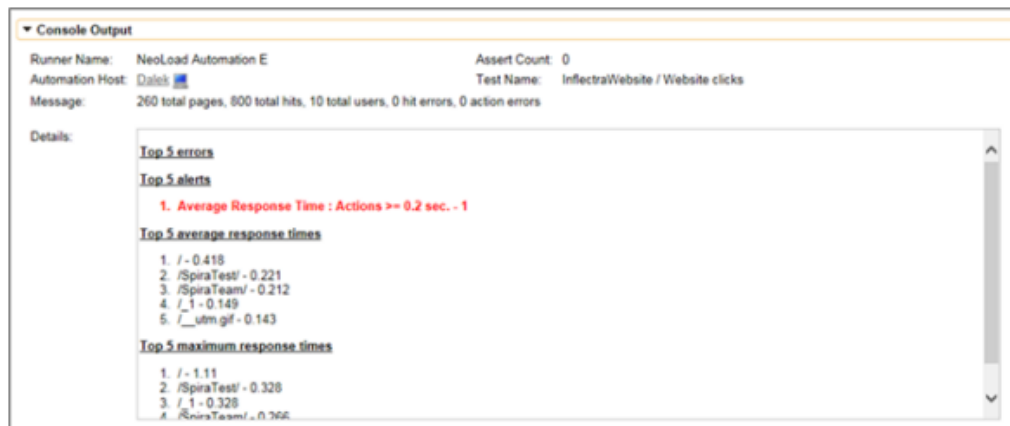 Console Output
Runner Name: NeoLoad Automation E Assert Count: 0
Automation Host: Dalek Test Name: InflectraWebsite / Website clicks
Message: 260 total pages, 800 total hits, 10 total users, 0 hit errors, 0 action errors
Details:
Top 5 errors
Top 5 alerts
1. Average Response Time : Actions >= 0.2 sec. - 1
Top 5 average response times
1. / - 0.418
2. /SpiraTest/ - 0.221
3. /SpiraTeam/ - 0.212
4. /_1 - 0.149
5. /__utm.gif - 0.143
Top 5 maximum response times
1. / - 1.11
2. /SpiraTest/ - 0.328
3. /_1 - 0.328
4. /SpiraTeam/ - 0.266